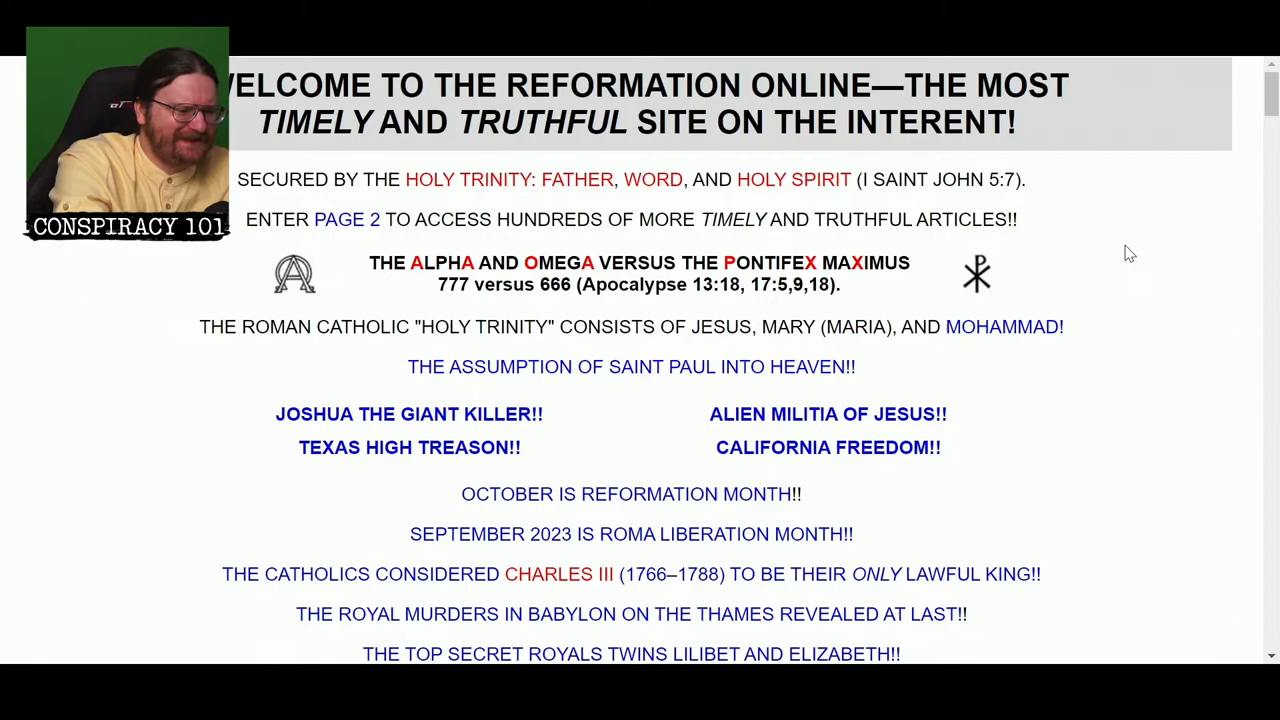 WELCOME TO THE REFORMATION ONLINE—THE MOST
TIMELY AND TRUTHFUL SITE ON THE INTERENT!
SECURED BY THE HOLY TRINITY: FATHER, WORD, AND HOLY SPIRIT (I SAINT JOHN 5:7).
CONSPIRACY 101
ENTER PAGE 2 TO ACCESS HUNDREDS OF MORE TIMELY AND TRUTHFUL ARTICLES!!
THE ALPHA AND OMEGA VERSUS THE PONTIFEX MAXIMUS
777 versus 666 (Apocalypse 13:18, 17:5,9,18).
THE ROMAN CATHOLIC "HOLY TRINITY" CONSISTS OF JESUS, MARY (MARIA), AND MOHAMMAD!
THE ASSUMPTION OF SAINT PAUL INTO HEAVEN!!
JOSHUA THE GIANT KILLER!! ALIEN MILITIA OF JESUS!!
TEXAS HIGH TREASON!! CALIFORNIA FREEDOM!!
OCTOBER IS REFORMATION MONTH!!
SEPTEMBER 2023 IS ROMA LIBERATION MONTH!!
THE CATHOLICS CONSIDERED CHARLES III (1766–1788) TO BE THEIR ONLY LAWFUL KING!!
THE ROYAL MURDERS IN BABYLON ON THE THAMES REVEALED AT LAST!!
THE TOP SECRET ROYALS TWINS LILIBET AND ELIZABETH!!